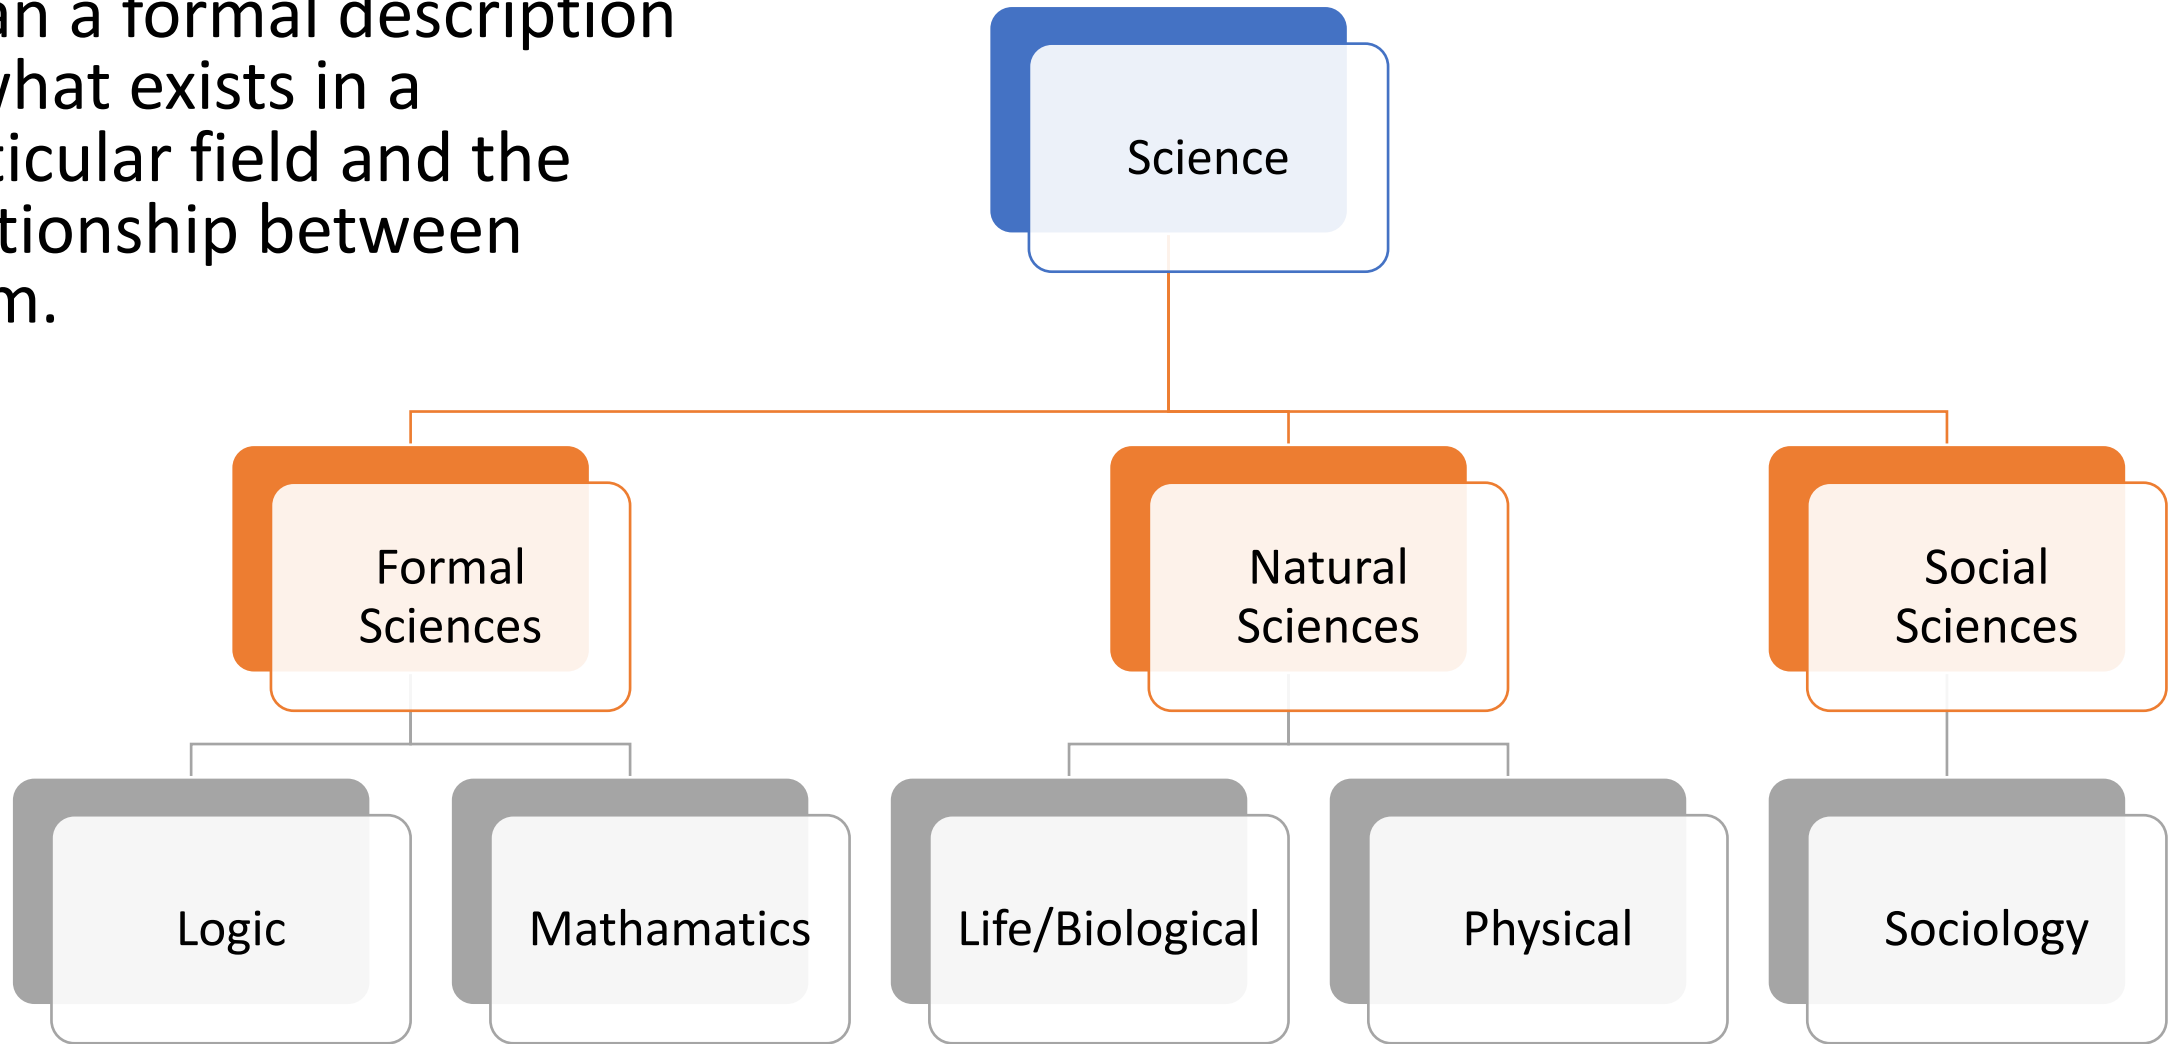 an a formal description
what exists in a
ticular field and the
tionship between
m.
Science
Formal
Sciences
Natural
Sciences
Social
Sciences
Logic
Mathamatics
Life/Biological
Physical
Sociology